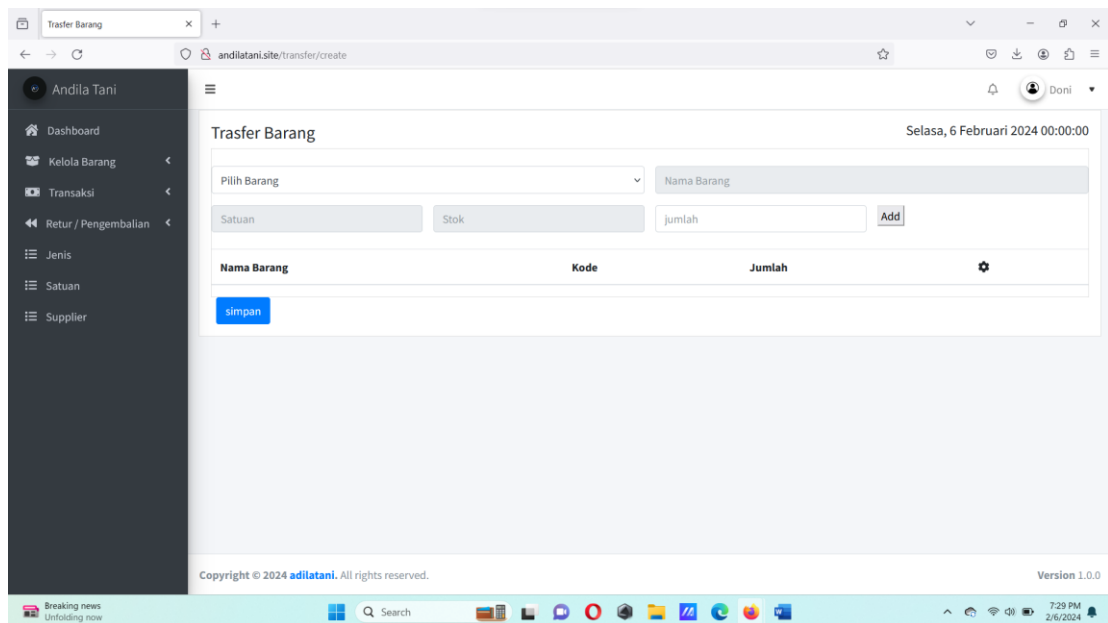 Trasfer Barang
andilatani.site/transfer/create
Andila Tani
Doni
Dashboard
Kelola Barang
Transaksi
Retur / Pengembalian
Jenis
Satuan
Supplier
Trasfer Barang
Selasa, 6 Februari 2024 00:00:00
Pilih Barang
Nama Barang
Satuan
Stok
jumlah
Add
Nama Barang
Kode
Jumlah
simpan
Copyright © 2024 adilatani. All rights reserved.
Version 1.0.0
Breaking news
Unfolding now
Search
7:29 PM
2/6/2024